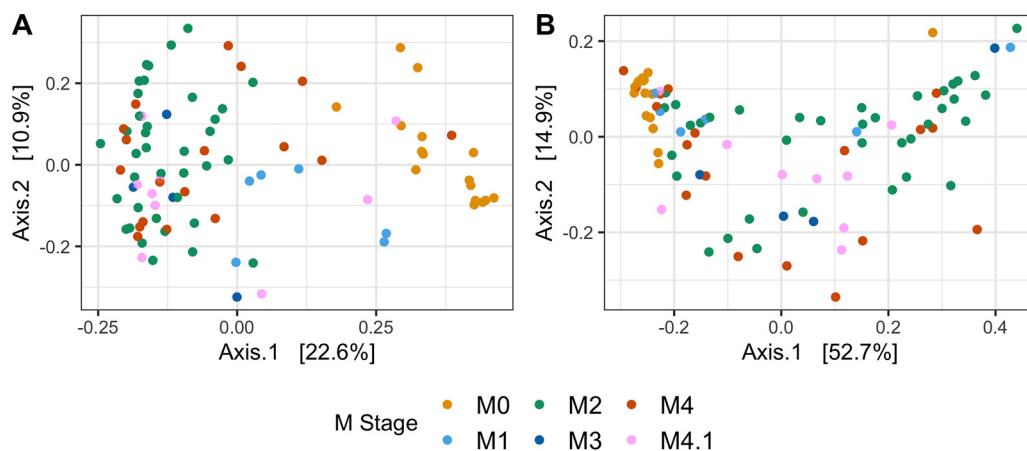 A
B
0.2
0.0
-0.2
Axis.2 [10.9%]
-0.25
0.00
0.25
Axis.1 [22.6%]
0.2
0.0
-0.2
Axis.2 [14.9%]
-0.2
0.0
0.2
0.4
Axis.1 [52.7%]
M Stage
M0
M2
M4
M1
M3
M4.1